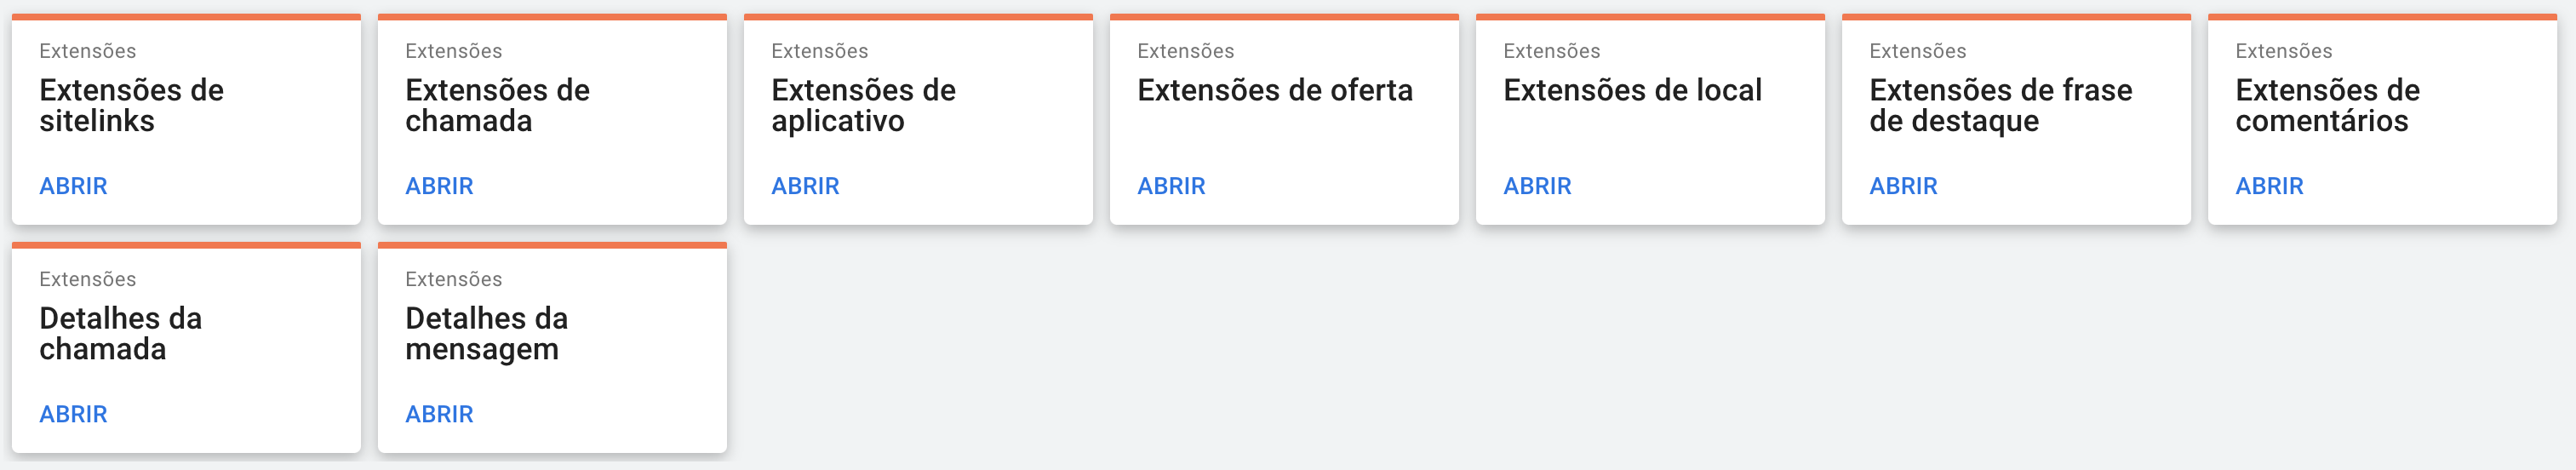 Extensões
Extensões de
sitelinks
ABRIR
Extensões
Extensões de
chamada
ABRIR
Extensões
Extensões de
aplicativo
ABRIR
Extensões
Extensões de oferta
ABRIR
Extensões
Extensões de local
ABRIR
Extensões
Extensões de frase
de destaque
ABRIR
Extensões
Extensões de
comentários
ABRIR
Extensões
Detalhes da
chamada
ABRIR
Extensões
Detalhes da
mensagem
ABRIR